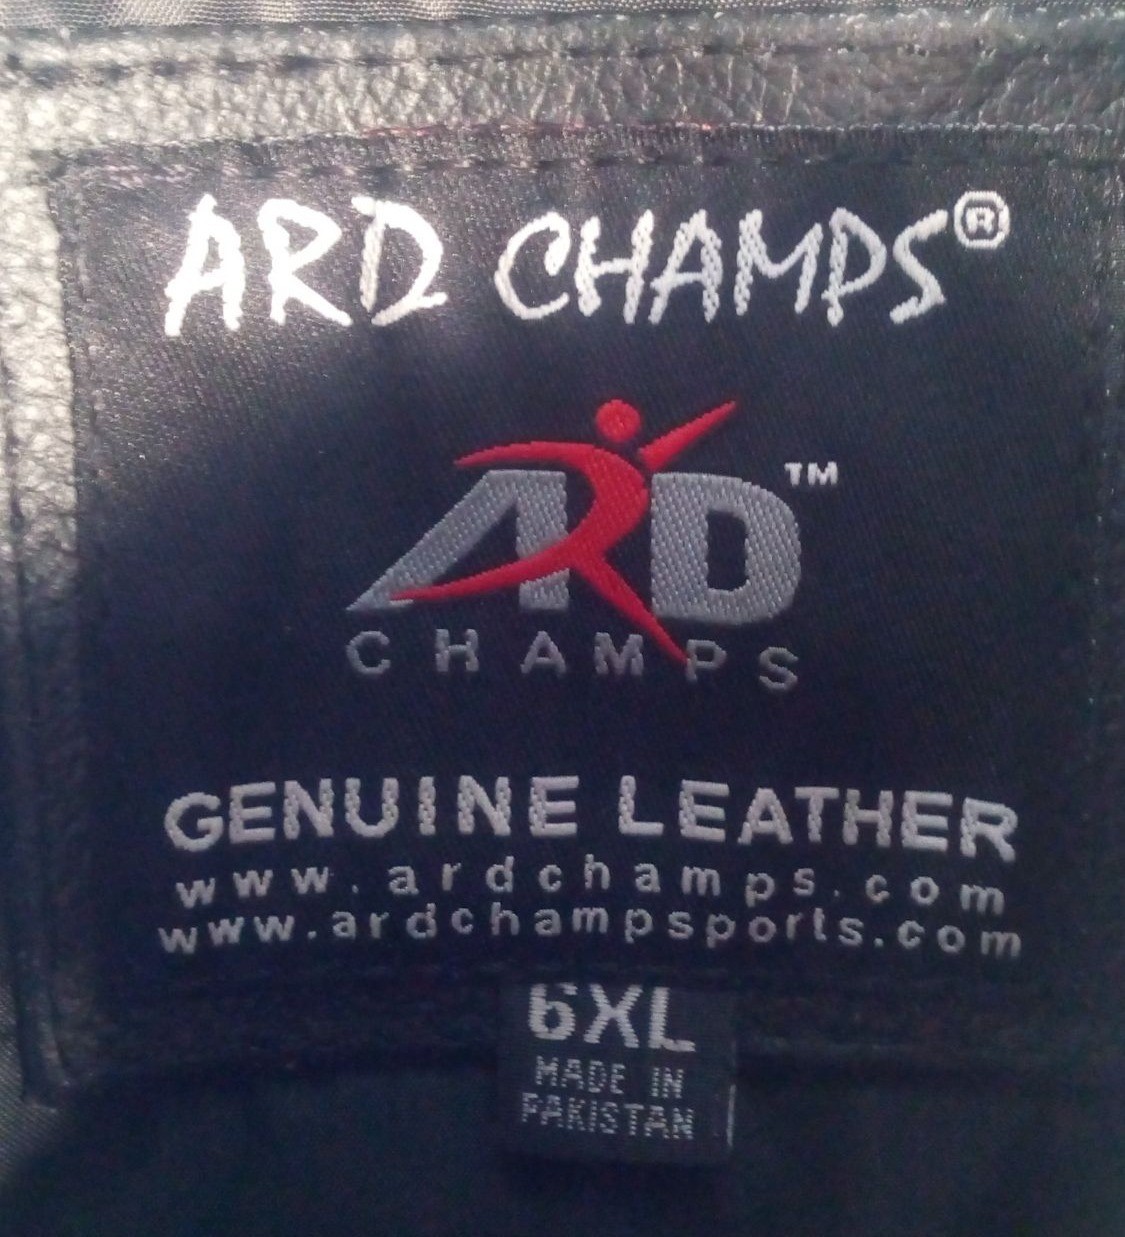 ARD CHAMPS®
ARD™
CHAMPS
GENUINE LEATHER
www.ardchamps.com
www.ardchampsports.com
6XL
MADE IN
PAKISTAN